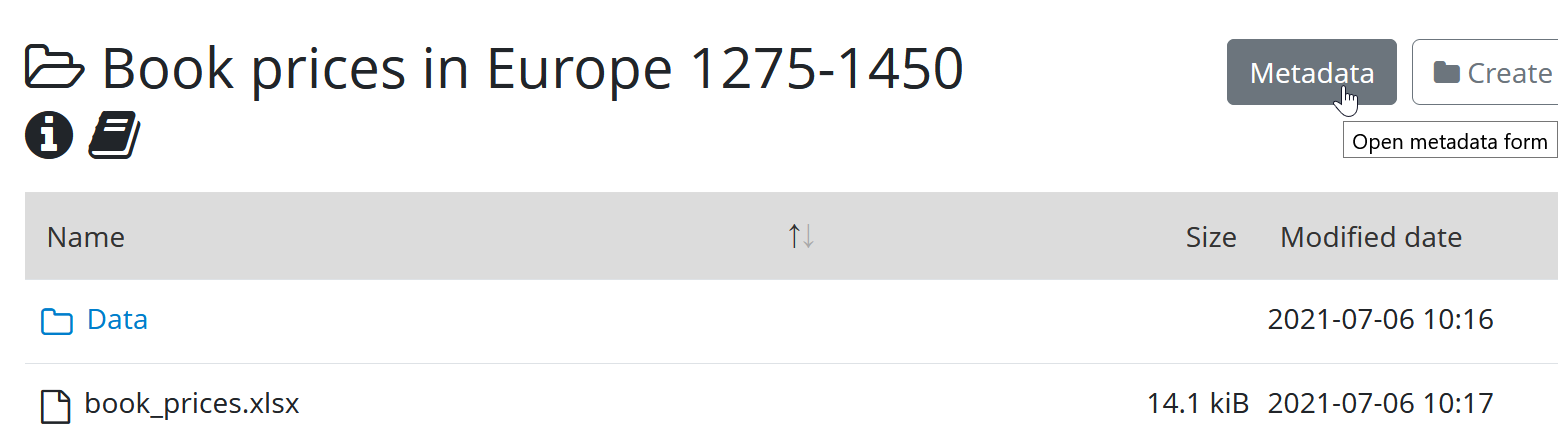 Book prices in Europe 1275-1450
Metadata
Create
Open metadata form
Name Size Modified date
Data 2021-07-06 10:16
book_prices.xlsx 14.1 kiB 2021-07-06 10:17